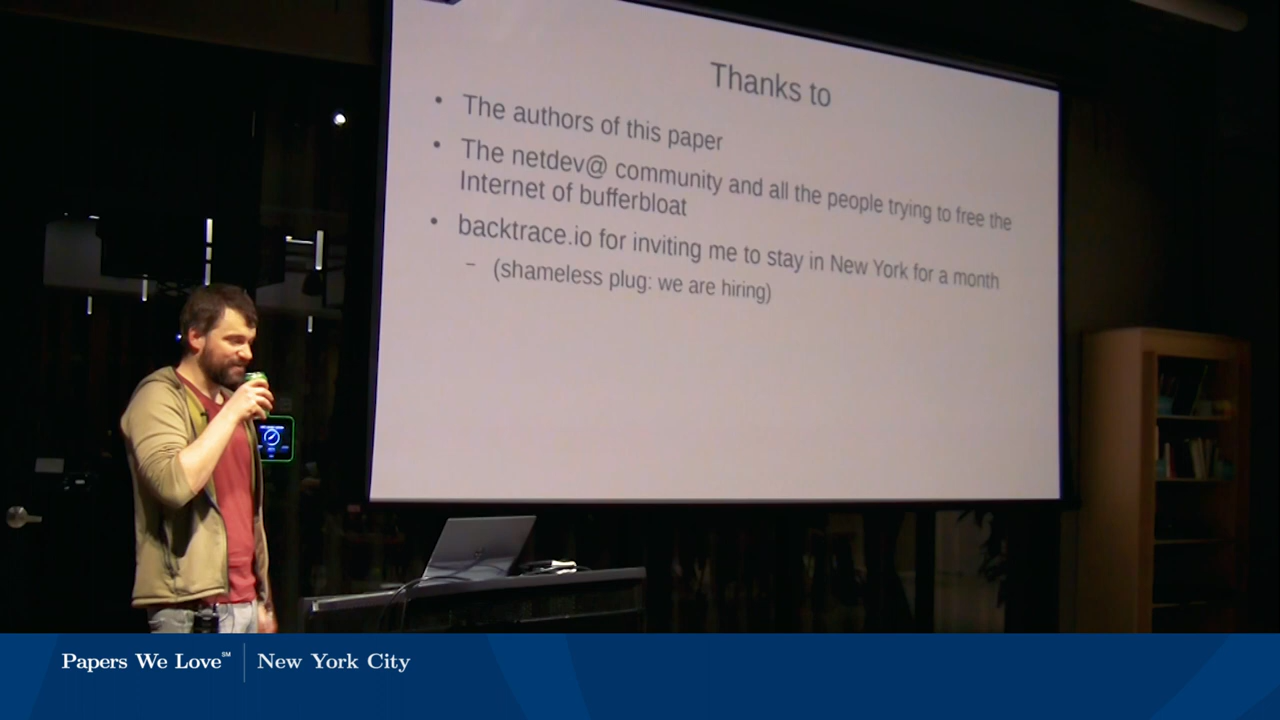 Thanks to
• The authors of this paper
• The netdev@ community and all the people trying to free the
Internet of bufferbloat
• backtrace.io for inviting me to stay in New York for a month
– (shameless plug: we are hiring)
Papers We Love℠ | New York City